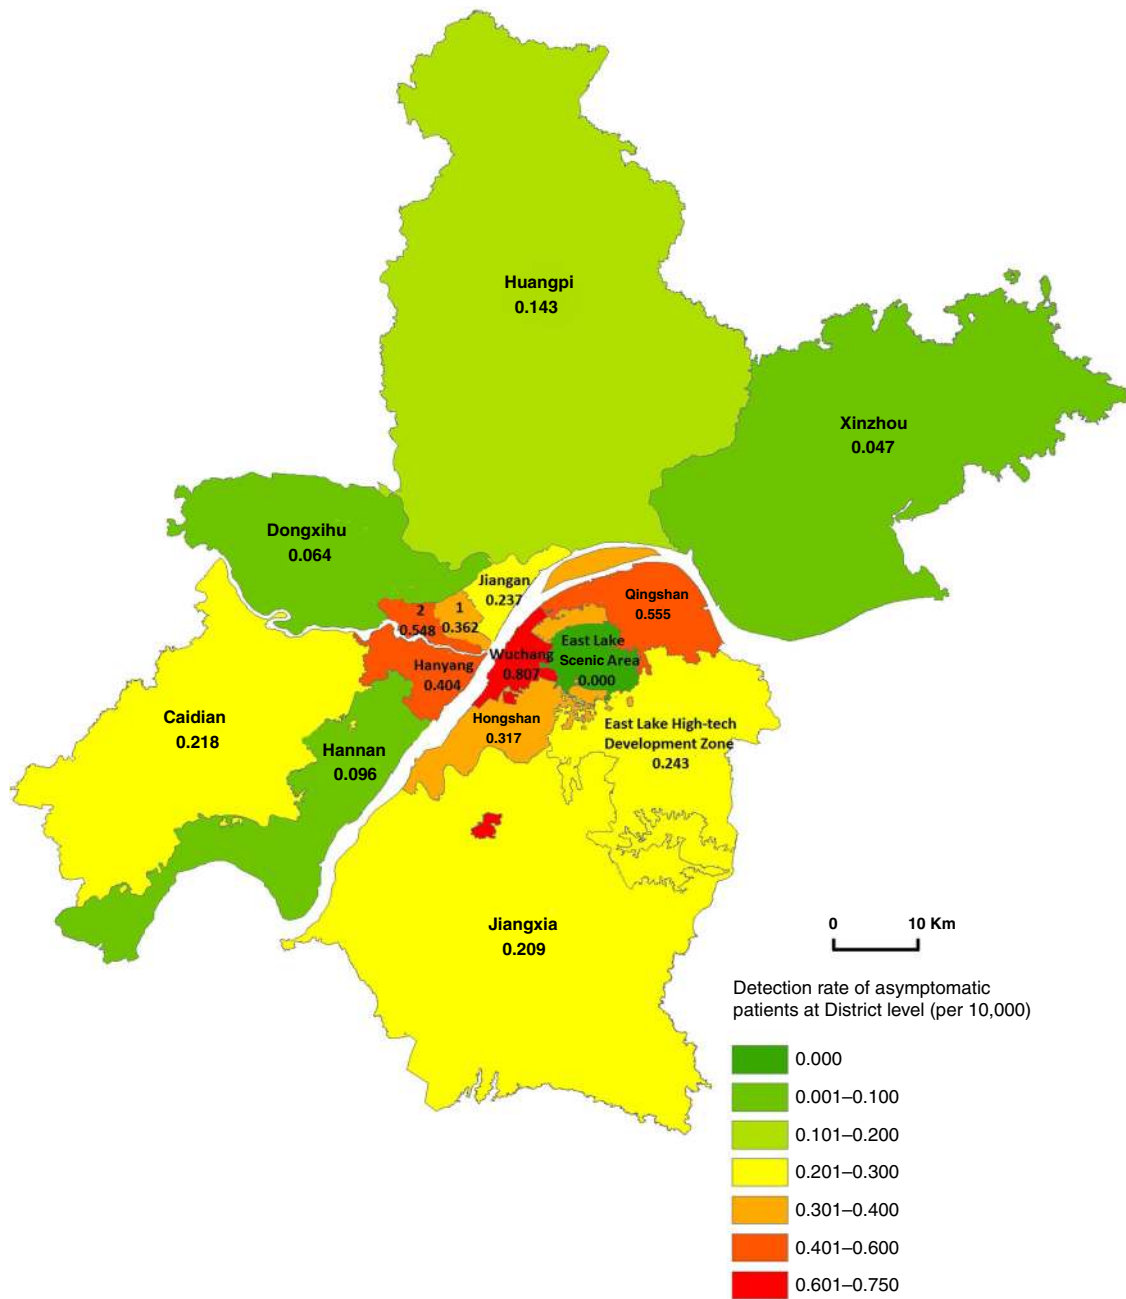 Huangpi
0.143
Xinzhou
0.047
Dongxihu
0.064
Jiangan
0.237
2
0.548
1
0.362
Qingshan
0.555
East Lake
Scenic Area
0.000
Wuchang
0.807
Hanyang
0.404
Caidian
0.218
Hannan
0.096
Hongshan
0.317
East Lake High-tech
Development Zone
0.243
Jiangxia
0.209
0 10 Km
Detection rate of asymptomatic
patients at District level (per 10,000)
0.000
0.001–0.100
0.101–0.200
0.201–0.300
0.301–0.400
0.401–0.600
0.601–0.750